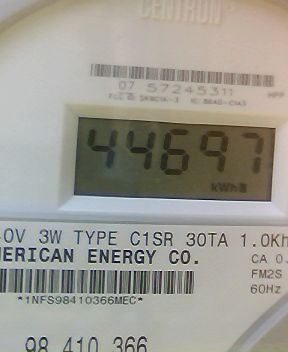 CENTRON
07 57245311
44697
kWh
0V 3W TYPE C1SR 30TA 1.0Kh
ERICAN ENERGY CO.
CA 0.
FM2S
60Hz
*1NFS98410366MEC*
98 410 366